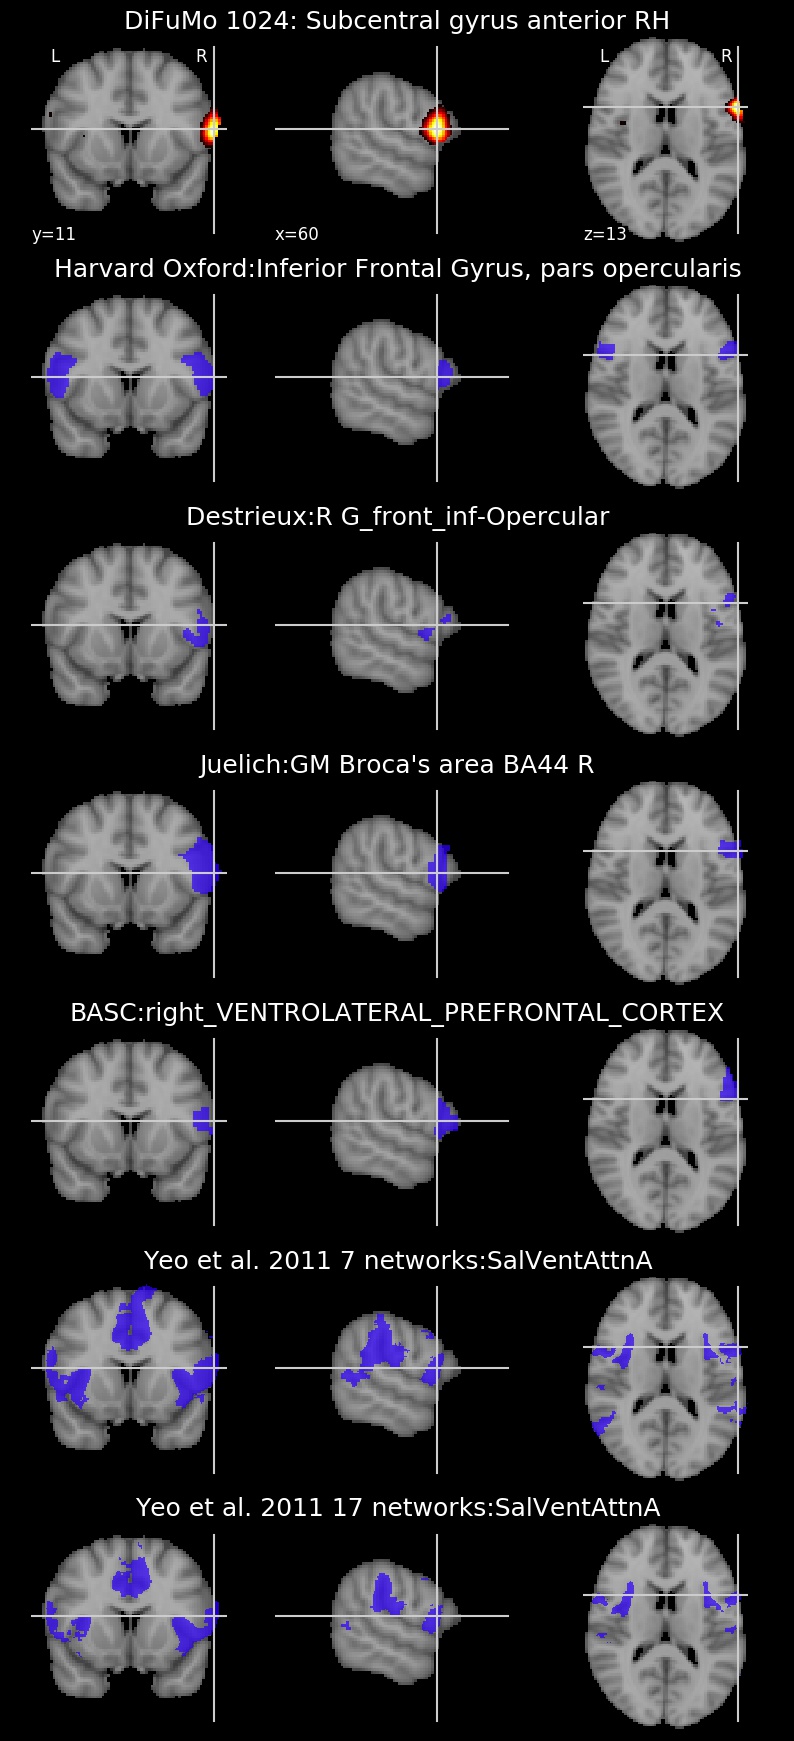 DiFuMo 1024: Subcentral gyrus anterior RH
L R L R
y=11 x=60 z=13
Harvard Oxford:Inferior Frontal Gyrus, pars opercularis
Destrieux:R G_front_inf-Opercular
Juelich:GM Broca's area BA44 R
BASC:right_VENTROLATERAL_PREFRONTAL_CORTEX
Yeo et al. 2011 7 networks:SalVentAttnA
Yeo et al. 2011 17 networks:SalVentAttnA